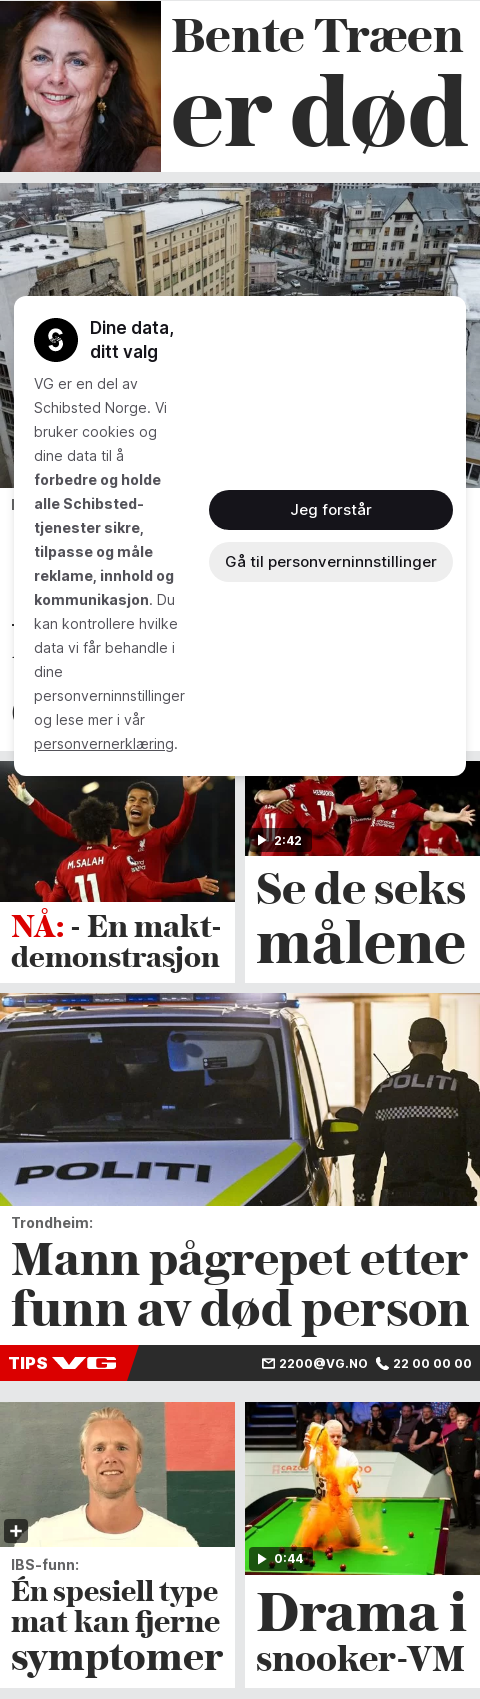 Bente Træen
er død
Dine data,
ditt valg
VG er en del av
Schibsted Norge. Vi
bruker cookies og
dine data til å
forbedre og holde
alle Schibsted-
tjenester sikre,
tilpasse og måle
reklame, innhold og
kommunikasjon. Du
kan kontrollere hvilke
data vi får behandle i
dine
personverninnstillinger
og lese mer i vår
personvernerklæring.
Jeg forstår
Gå til personverninnstillinger
M.SALAH
11
NÅ: - En makt-
demonstrasjon
11
2:42
Se de seks
målene
POLITI
POLITI
Trondheim:
Mann pågrepet etter
funn av død person
TIPS VG
2200@VG.NO 22 00 00 00
IBS-funn:
Én spesiell type
mat kan fjerne
symptomer
CAZOO
0:44
Drama i
snooker-VM